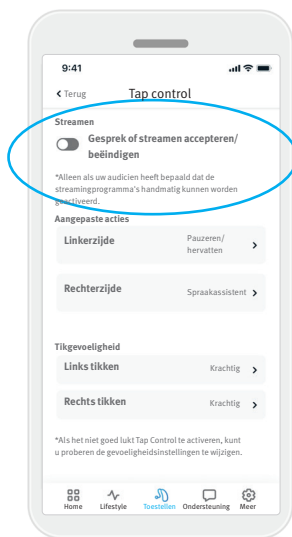 9:41
Terug Tap control
Streamen
Gesprek of streamen accepteren/
beëindigen
*Alleen als uw audicien heeft bepaald dat de
streamingprogramma's handmatig kunnen worden
geactiveerd.
Aangepaste acties
Linkerzijde Pauzeren/
hervatten
Rechterzijde Spraakassistent
Tikgevoeligheid
Links tikken Krachtig
Rechts tikken Krachtig
*Als het niet goed lukt Tap Control te activeren, kunt
u proberen de gevoeligheidsinstellingen te wijzigen.
Home Lifestyle Toestellen Ondersteuning Meer